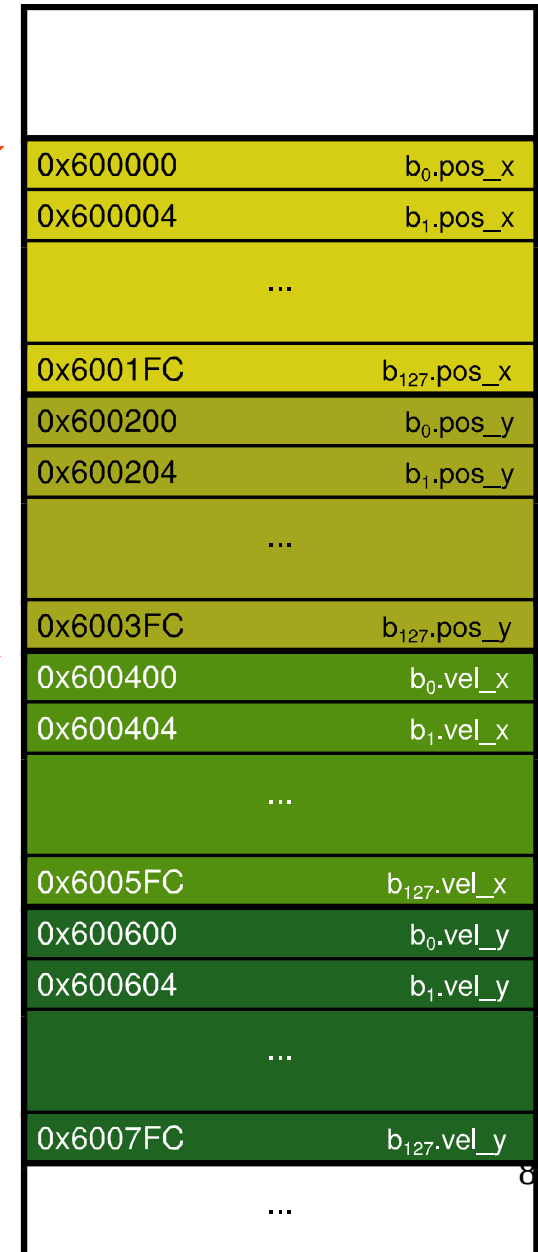 0x600000 b₀.pos_x
0x600004 b₁.pos_x
...
0x6001FC b₁₂₇.pos_x
0x600200 b₀.pos_y
0x600204 b₁.pos_y
...
0x6003FC b₁₂₇.pos_y
0x600400 b₀.vel_x
0x600404 b₁.vel_x
...
0x6005FC b₁₂₇.vel_x
0x600600 b₀.vel_y
0x600604 b₁.vel_y
...
0x6007FC b₁₂₇.vel_y
8
...